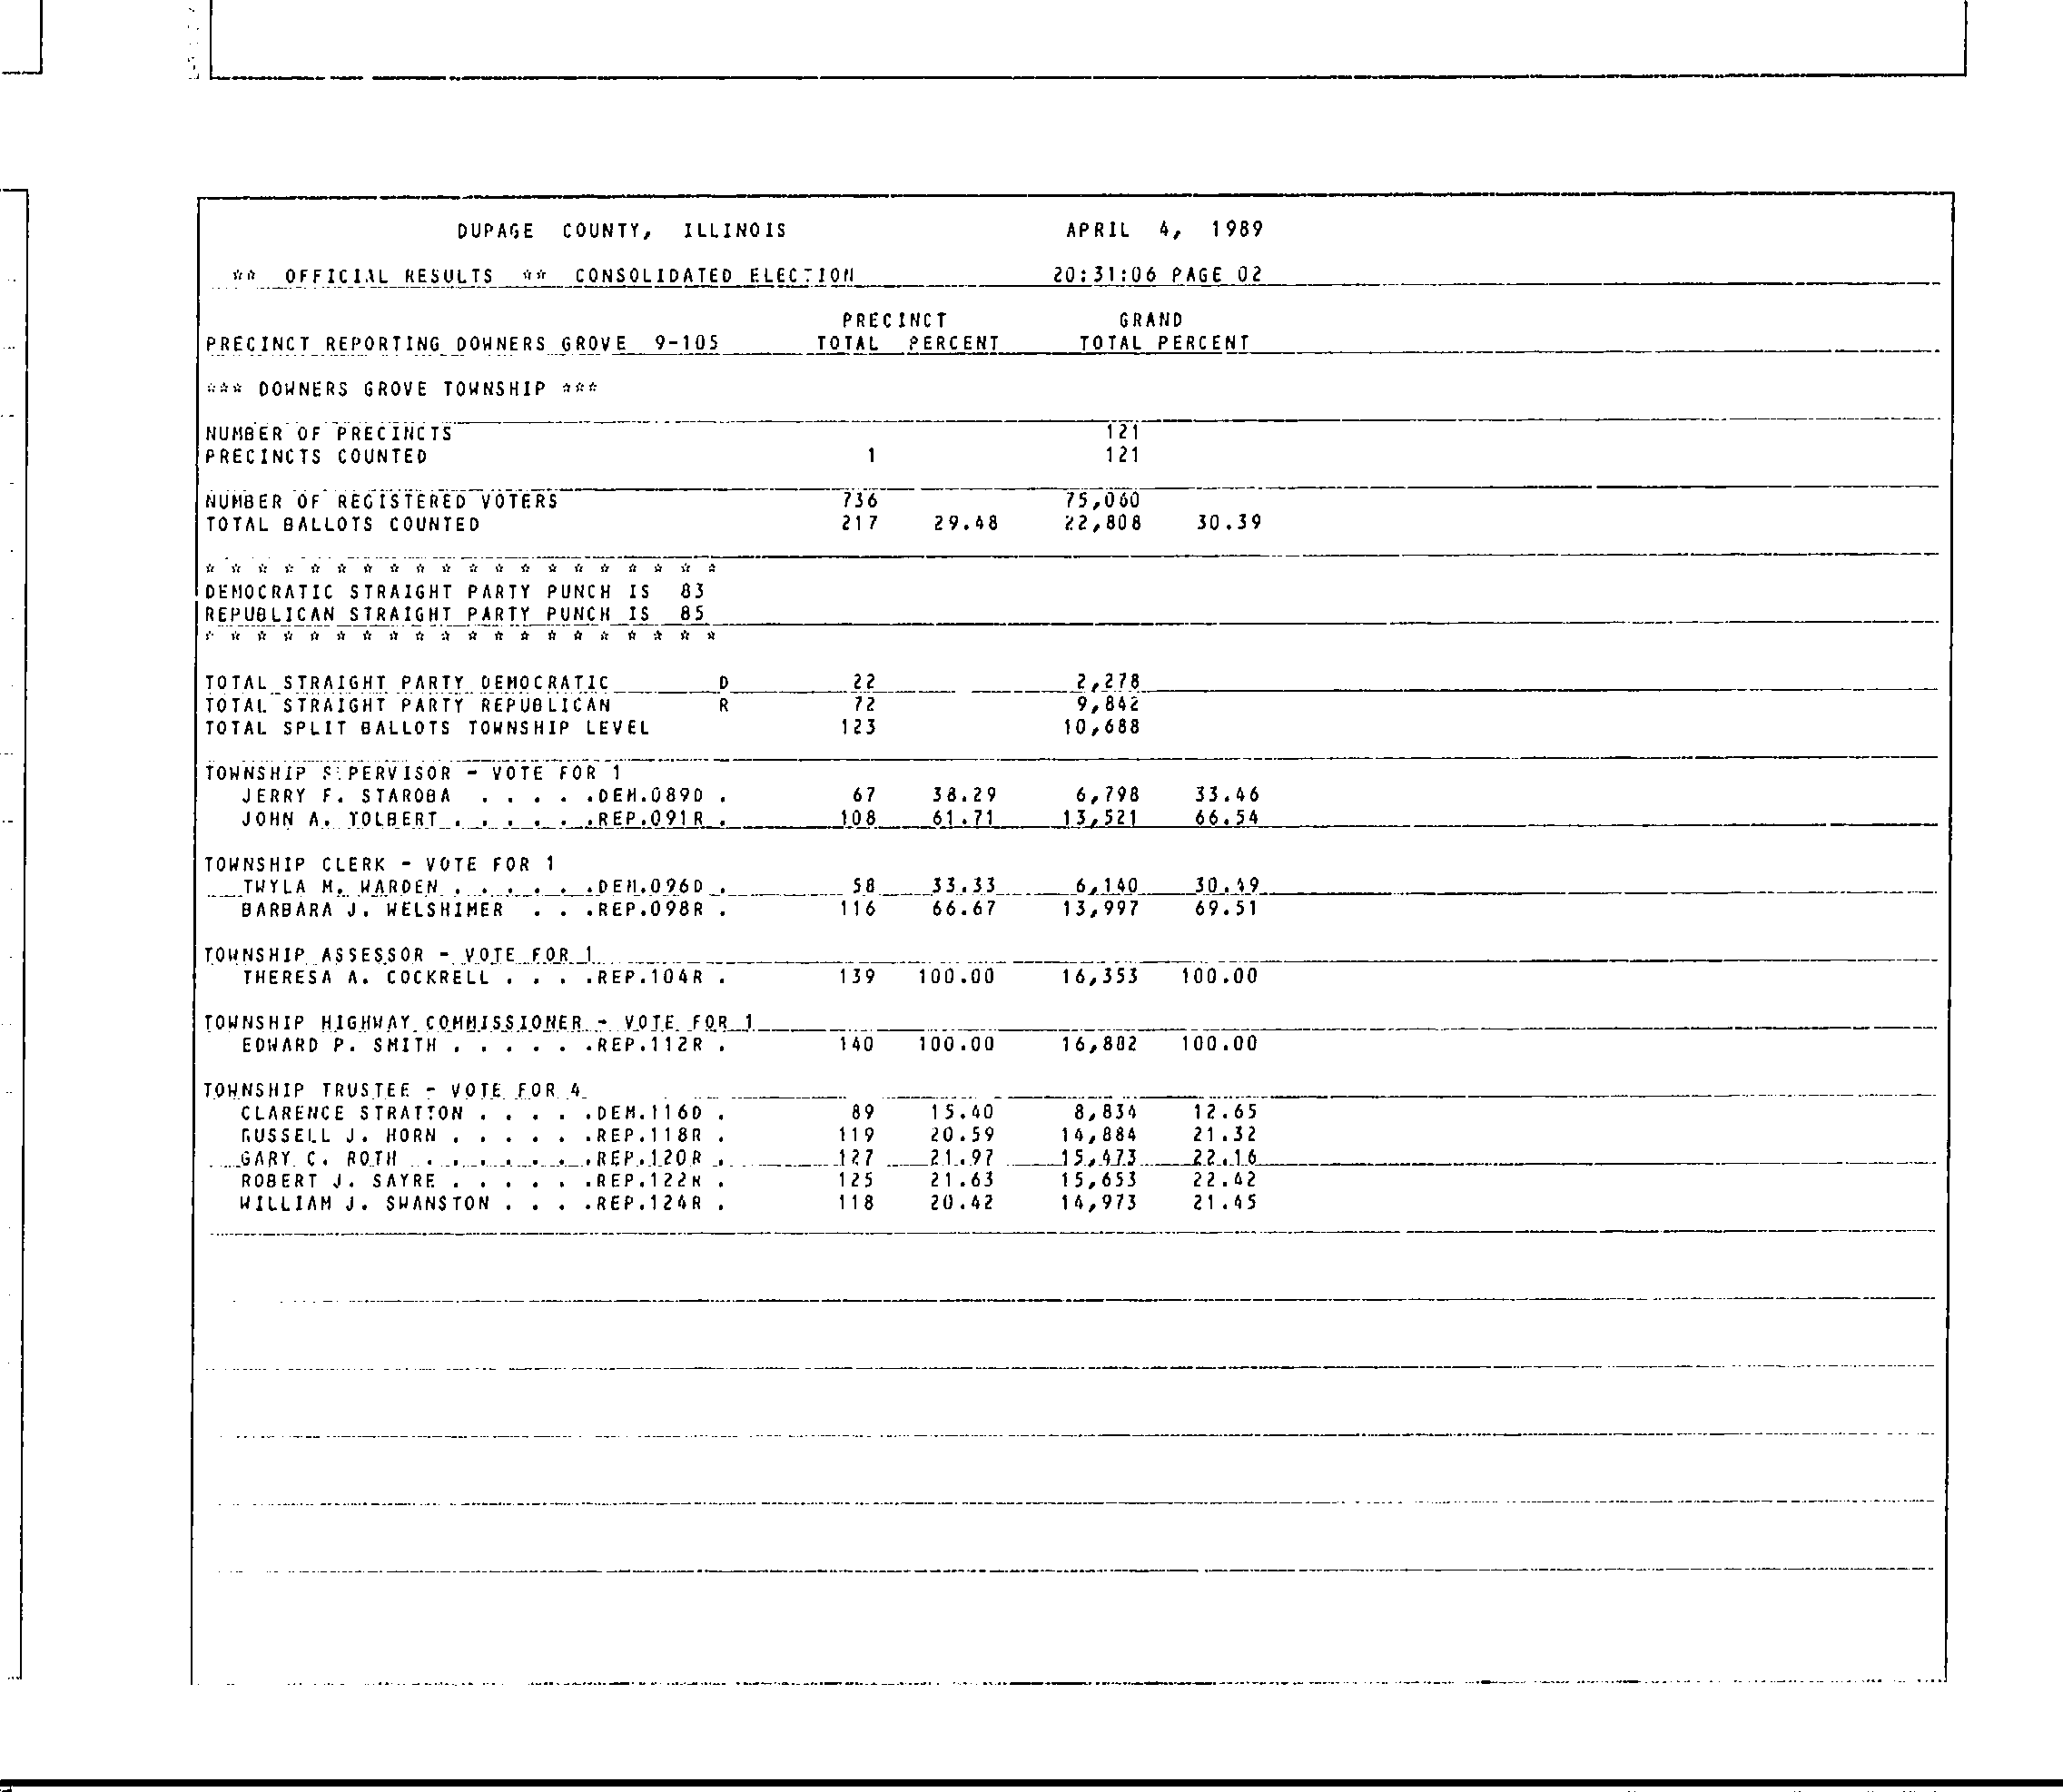 DUPAGE COUNTY, ILLINOIS APRIL 4, 1989
** OFFICIAL RESULTS ** CONSOLIDATED ELECTION 20:31:06 PAGE 02
PRECINCT GRAND
PRECINCT REPORTING DOWNERS GROVE 9-105 TOTAL PERCENT TOTAL PERCENT
*** DOWNERS GROVE TOWNSHIP ***
NUMBER OF PRECINCTS 121
PRECINCTS COUNTED 1 121
NUMBER OF REGISTERED VOTERS 736 75,060
TOTAL BALLOTS COUNTED 217 29.48 22,808 30.39
* * * * * * * * * * * * * * * * * * * *
DEMOCRATIC STRAIGHT PARTY PUNCH IS 83
REPUBLICAN STRAIGHT PARTY PUNCH IS 85
* * * * * * * * * * * * * * * * * * * *
TOTAL STRAIGHT PARTY DEMOCRATIC D 22 2,278
TOTAL STRAIGHT PARTY REPUBLICAN R 72 9,842
TOTAL SPLIT BALLOTS TOWNSHIP LEVEL 123 10,688
TOWNSHIP SUPERVISOR - VOTE FOR 1
JERRY F. STAROBA . . . . .DEM.089D . 67 38.29 6,798 33.46
JOHN A. TOLBERT . . . . . .REP.091R . 108 61.71 13,521 66.54
TOWNSHIP CLERK - VOTE FOR 1
TWYLA M. WARDEN . . . . . .DEM.096D . 58 33.33 6,140 30.49
BARBARA J. WELSHIMER . . .REP.098R . 116 66.67 13,997 69.51
TOWNSHIP ASSESSOR - VOTE FOR 1
THERESA A. COCKRELL . . . .REP.104R . 139 100.00 16,353 100.00
TOWNSHIP HIGHWAY COMMISSIONER - VOTE FOR 1
EDWARD P. SMITH . . . . . .REP.112R . 140 100.00 16,882 100.00
TOWNSHIP TRUSTEE - VOTE FOR 4
CLARENCE STRATTON . . . . .DEM.116D . 89 15.40 8,834 12.65
RUSSELL J. HORN . . . . . .REP.118R . 119 20.59 14,884 21.32
GARY C. ROTH . . . . . . .REP.120R . 127 21.97 15,473 22.16
ROBERT J. SAYRE . . . . . .REP.122R . 125 21.63 15,653 22.42
WILLIAM J. SWANSTON . . . .REP.124R . 118 20.42 14,973 21.45